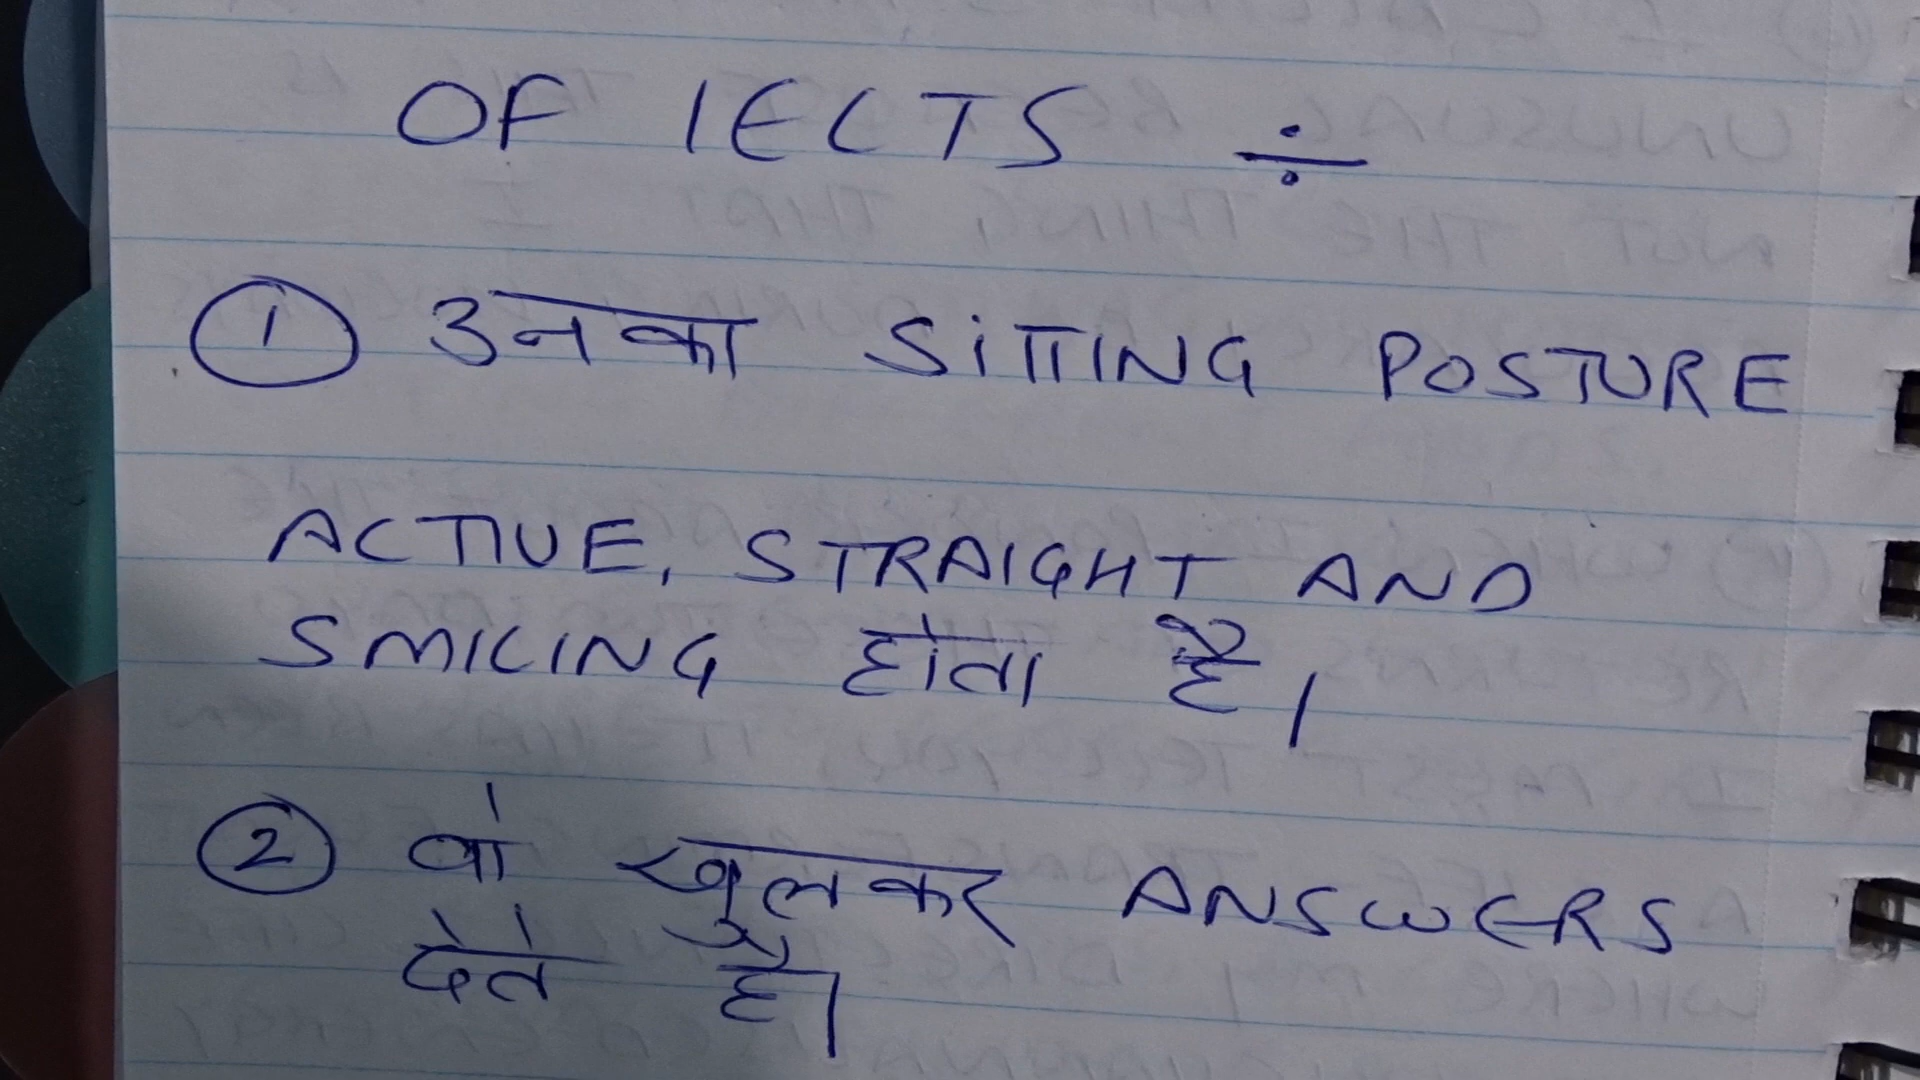 OF IELTS ÷
① उनका SiTTING POSTURE
ACTIVE, STRAIGHT AND
SMILING होता है।
② वो खुलकर ANSWERS
देते है।